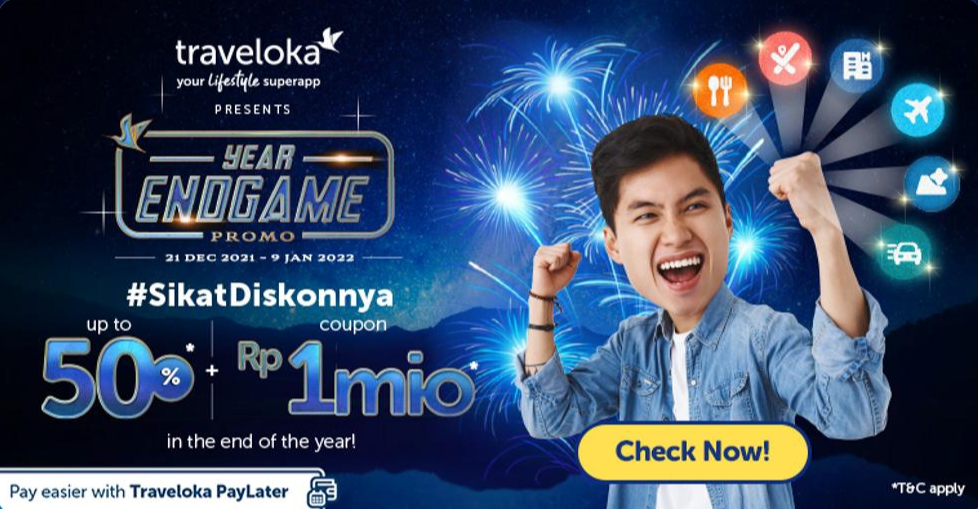 traveloka
your Lifestyle superapp
PRESENTS
YEAR
ENDGAME
PROMO
21 DEC 2021 - 9 JAN 2022
#SikatDiskonnya
up to
50%*
+
coupon
Rp 1mio*
in the end of the year!
Pay easier with Traveloka PayLater
Check Now!
*T&C apply